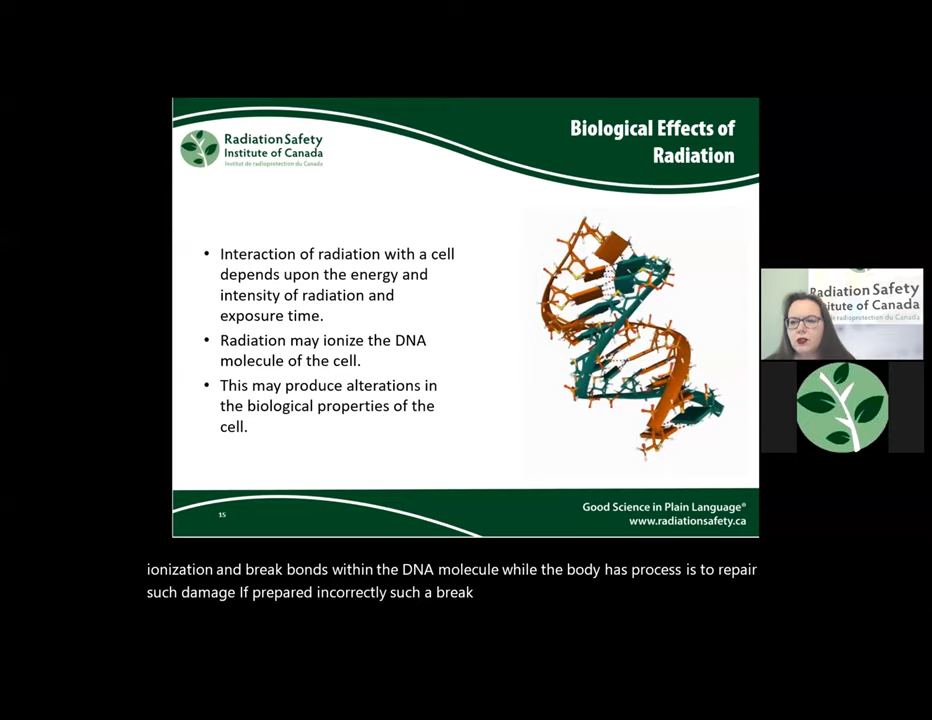 Biological Effects of
Radiation
Radiation Safety
Institute of Canada
Institut de radioprotection du Canada
• Interaction of radiation with a cell
depends upon the energy and
intensity of radiation and
exposure time.
• Radiation may ionize the DNA
molecule of the cell.
• This may produce alterations in
the biological properties of the
cell.
Radiation Safety
itute of Canada
de radioprotection du Canada
15
Good Science in Plain Language®
www.radiationsafety.ca
ionization and break bonds within the DNA molecule while the body has process is to repair
such damage If prepared incorrectly such a break